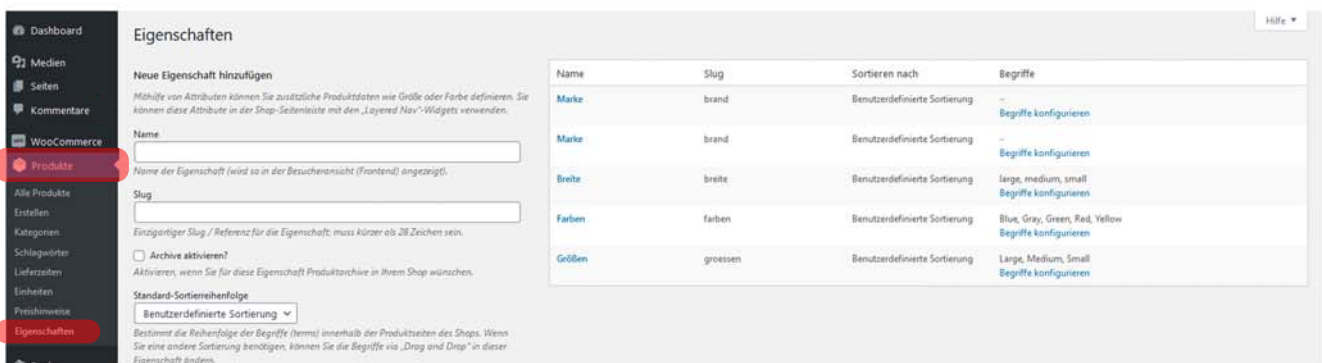 Dashboard
Medien
Seiten
Kommentare
WooCommerce
Produkte
Alle Produkte
Erstellen
Kategorien
Schlagwörter
Lieferzeiten
Einheiten
Preishinweise
Eigenschaften
Hilfe
Eigenschaften
Neue Eigenschaft hinzufügen
Mithilfe von Attributen können Sie zusätzliche Produktdaten wie Größe oder Farbe definieren. Sie
können diese Attribute in der Shop-Seitenleiste mit den „Layered Nav"-Widgets verwenden.
Name
Name der Eigenschaft (wird so in der Besucheransicht (Frontend) angezeigt).
Slug
Einzigartiger Slug / Referenz für die Eigenschaft; muss kürzer als 28 Zeichen sein.
Archive aktivieren?
Aktivieren, wenn Sie für diese Eigenschaft Produktarchive in Ihrem Shop wünschen.
Standard-Sortierreihenfolge
Benutzerdefinierte Sortierung
Bestimmt die Reihenfolge der Begriffe (terms) innerhalb der Produktseiten des Shops. Wenn
Sie eine andere Sortierung benötigen, können Sie die Begriffe via „Drag and Drop" in dieser
Eigenschaft ändern.
Name Slug Sortieren nach Begriffe
Marke brand Benutzerdefinierte Sortierung –
Begriffe konfigurieren
Marke brand Benutzerdefinierte Sortierung –
Begriffe konfigurieren
Breite breite Benutzerdefinierte Sortierung large, medium, small
Begriffe konfigurieren
Farben farben Benutzerdefinierte Sortierung Blue, Gray, Green, Red, Yellow
Begriffe konfigurieren
Größen groessen Benutzerdefinierte Sortierung Large, Medium, Small
Begriffe konfigurieren